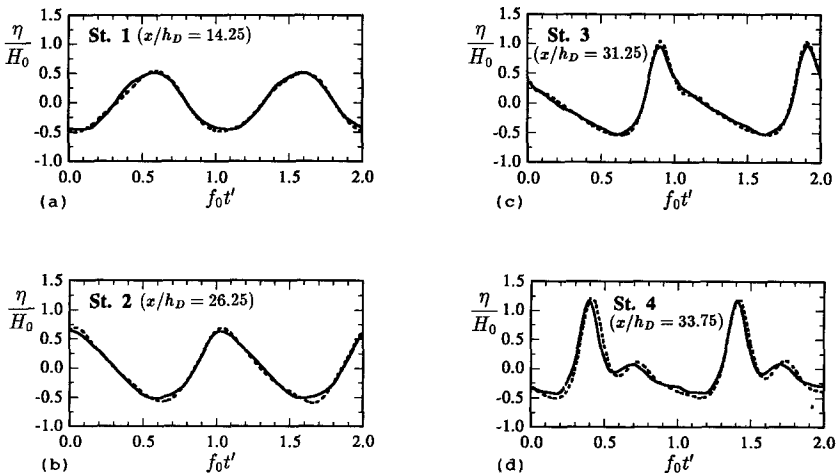 St. 1 (x/h_D = 14.25)
η/H₀
1.5
1.0
0.5
0.0
-0.5
-1.0
0.0 0.5 1.0 1.5 2.0
(a) f₀t′
St. 2 (x/h_D = 26.25)
η/H₀
1.5
1.0
0.5
0.0
-0.5
-1.0
0.0 0.5 1.0 1.5 2.0
(b) f₀t′
St. 3
(x/h_D = 31.25)
η/H₀
1.5
1.0
0.5
0.0
-0.5
-1.0
0.0 0.5 1.0 1.5 2.0
(c) f₀t′
St. 4
(x/h_D = 33.75)
η/H₀
1.5
1.0
0.5
0.0
-0.5
-1.0
0.0 0.5 1.0 1.5 2.0
(d) f₀t′